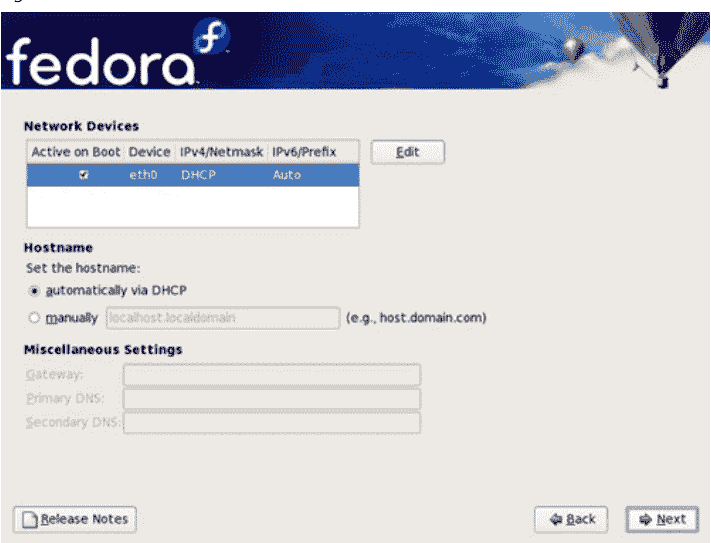 fedora
Network Devices
Active on Boot Device IPv4/Netmask IPv6/Prefix
eth0 DHCP Auto
Edit
Hostname
Set the hostname:
automatically via DHCP
manually localhost.localdomain (e.g., host.domain.com)
Miscellaneous Settings
Gateway:
Primary DNS:
Secondary DNS:
Release Notes
Back
Next